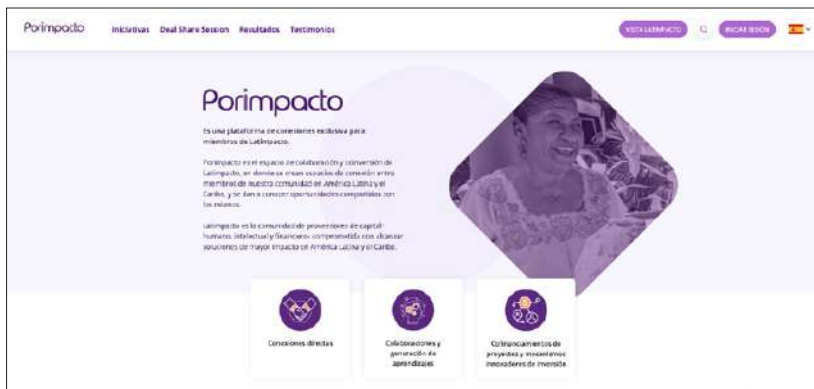 Porimpacto
Iniciativas Deal Share Session Resultados Testimonios
VISITA LATIMPACTO
INICIAR SESIÓN
Porimpacto
Es una plataforma de conexiones exclusiva para
miembros de Latimpacto.
Porimpacto es el espacio de colaboración y coinversión de
Latimpacto, en donde se crean espacios de conexión entre
miembros de nuestra comunidad en América Latina y el
Caribe, y se dan a conocer oportunidades compartidas por
los mismos.
Latimpacto es la comunidad de proveedores de capital-
humano, intelectual y financiero- comprometida con alcanzar
soluciones de mayor impacto en América Latina y el Caribe.
Conexiones directas
Colaboraciones y
generación de
aprendizajes
Cofinanciamientos de
proyectos y mecanismos
innovadores de inversión